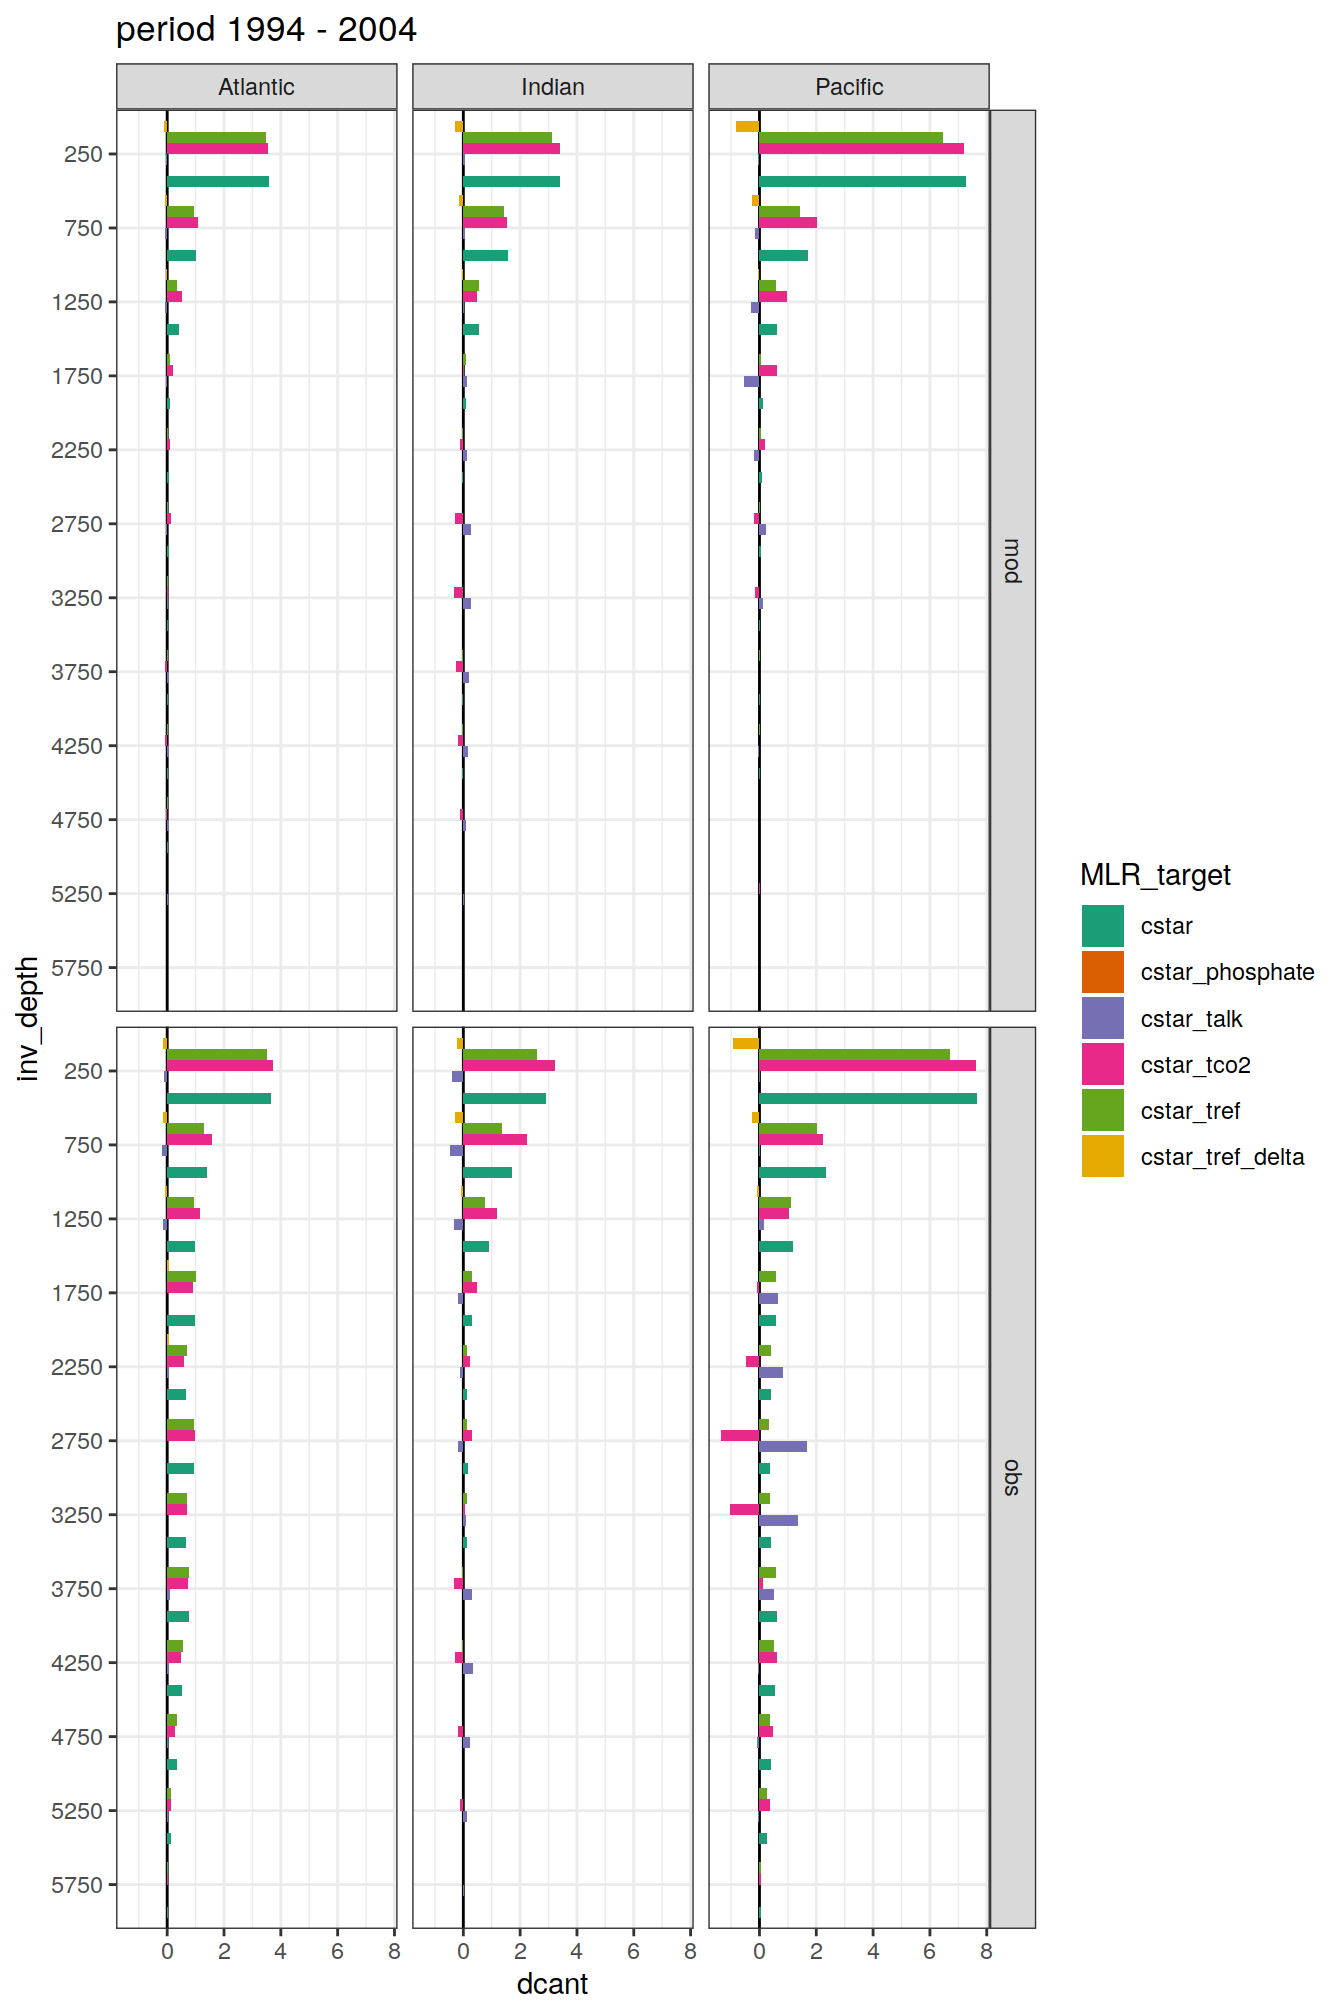 period 1994 - 2004
Atlantic Indian Pacific
250
750
1250
1750
2250
2750
3250
3750
4250
4750
5250
5750
mod
inv_depth
250
750
1250
1750
2250
2750
3250
3750
4250
4750
5250
5750
obs
0 2 4 6 8 0 2 4 6 8 0 2 4 6 8
dcant
MLR_target
cstar
cstar_phosphate
cstar_talk
cstar_tco2
cstar_tref
cstar_tref_delta